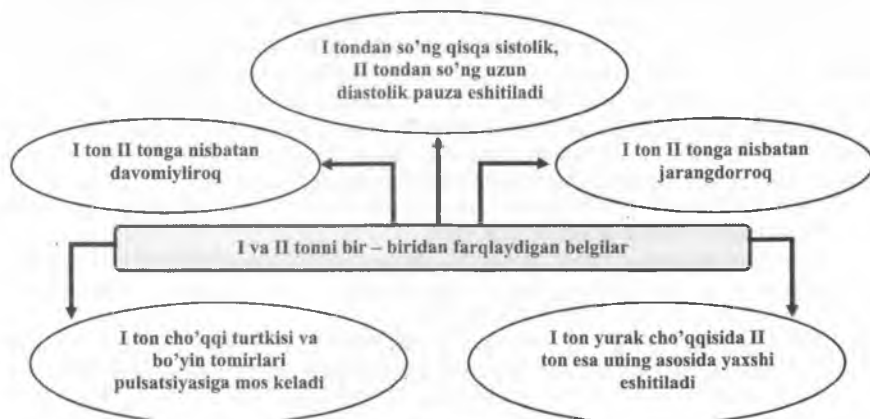 I tondan so’ng qisqa sistolik,
II tondan so’ng uzun
diastolik pauza eshitiladi
I ton II tonga nisbatan
davomiyliroq
I ton II tonga nisbatan
jarangdorroq
I va II tonni bir – biridan farqlaydigan belgilar
I ton cho’qqi turtkisi va
bo’yin tomirlari
pulsatsiyasiga mos keladi
I ton yurak cho’qqisida II
ton esa uning asosida yaxshi
eshitiladi